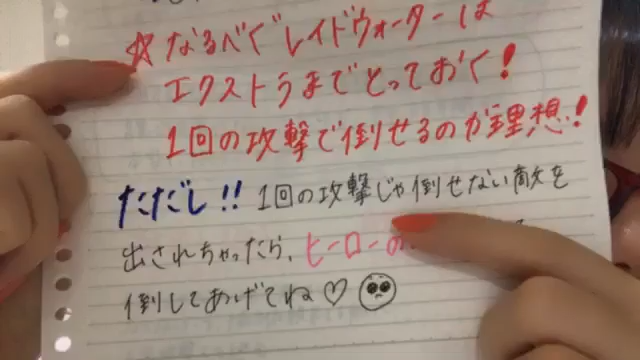 ☆なるべくレイドウォーターは
エクストラまでとっておく!
1回の攻撃で倒せるのが理想!
ただし!! 1回の攻撃じゃ倒せない敵を
出されちゃったら、ヒーローの
倒してあげてね♡